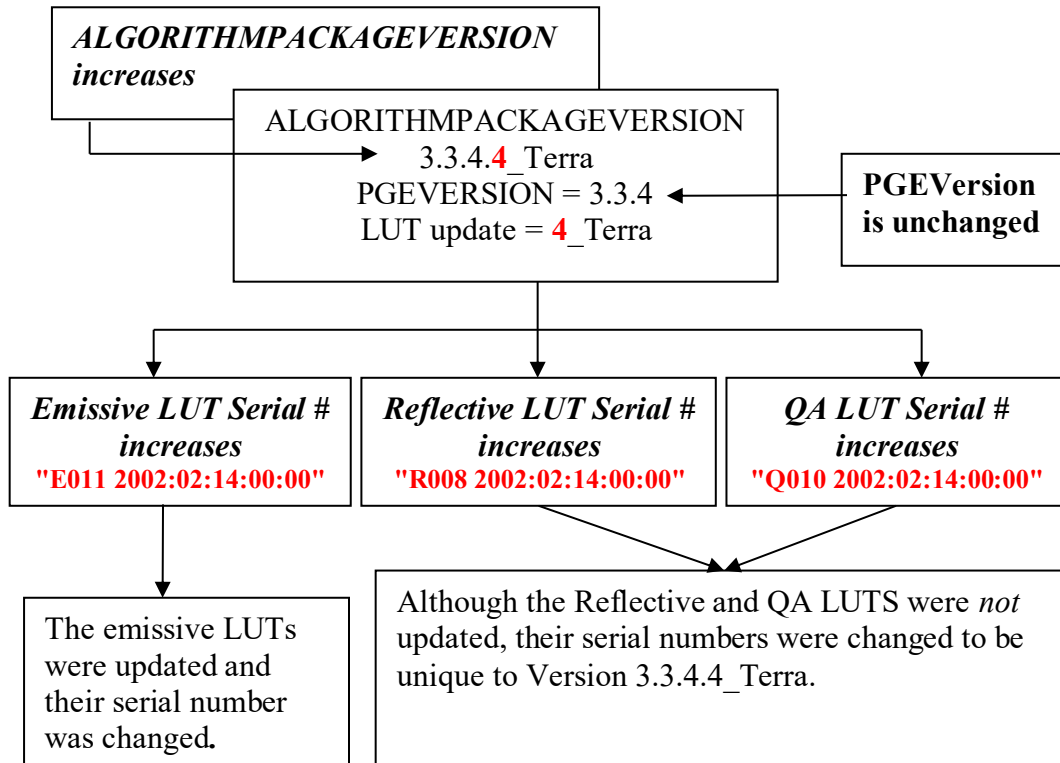 ALGORITHMPACKAGEVERSION
increases
ALGORITHMPACKAGEVERSION
3.3.4.4_Terra
PGEVERSION = 3.3.4
LUT update = 4_Terra
PGEVersion
is unchanged
Emissive LUT Serial #
increases
"E011 2002:02:14:00:00"
Reflective LUT Serial #
increases
"R008 2002:02:14:00:00"
QA LUT Serial #
increases
"Q010 2002:02:14:00:00"
The emissive LUTs
were updated and
their serial number
was changed.
Although the Reflective and QA LUTS were not
updated, their serial numbers were changed to be
unique to Version 3.3.4.4_Terra.